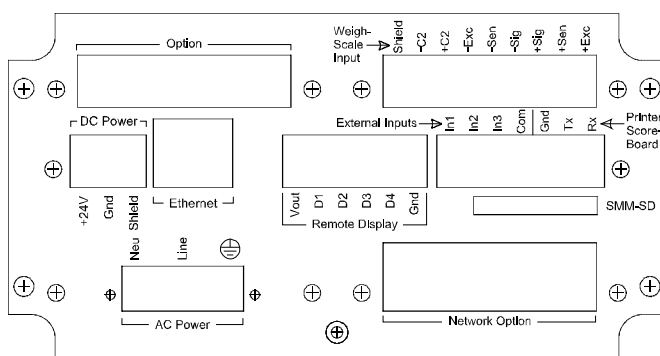 Option
Weigh-
Scale
Input
Shield
-C2
+C2
-Exc
-Sen
-Sig
+Sig
+Sen
+Exc
DC Power
External Inputs
In1
In2
In3
Com
Gnd
Tx
Rx
Printer
Score-
Board
+24V
Gnd
Shield
Ethernet
Vout
D1
D2
D3
D4
Gnd
Remote Display
SMM-SD
Neu
Line
AC Power
Network Option